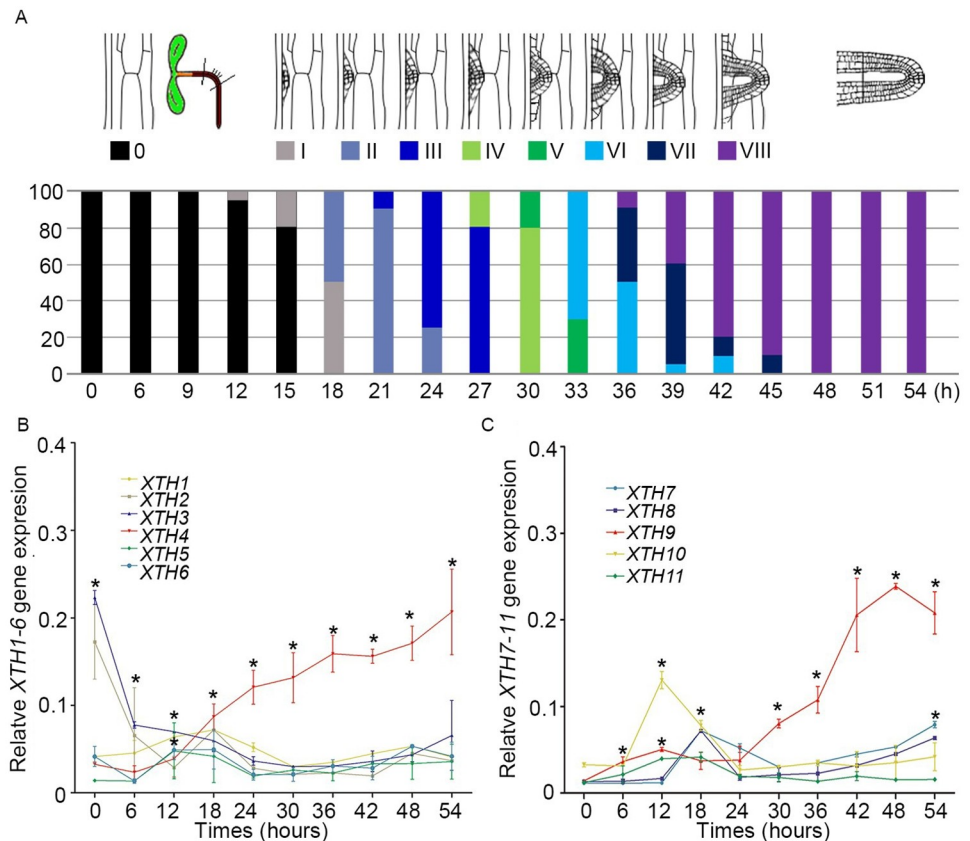 A
0 I II III IV V VI VII VIII
100
80
60
40
20
0
0 6 9 12 15 18 21 24 27 30 33 36 39 42 45 48 51 54 (h)
B
Relatve XTH1-6 gene expresion
0.4
0.3
0.2
0.1
0
XTH1
XTH2
XTH3
XTH4
XTH5
XTH6
* * * * * * * * * * *
0 6 12 18 24 30 36 42 48 54
Times (hours)
C
Relatve XTH7-11 gene expresion
0.4
0.3
0.2
0.1
0
XTH7
XTH8
XTH9
XTH10
XTH11
* * * * * * * * * *
0 6 12 18 24 30 36 42 48 54
Times (hours)